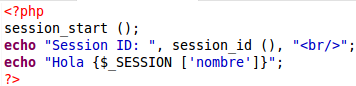 <?php
session_start ();
echo "Session ID: ", session_id (), "<br/>";
echo "Hola {$_SESSION ['nombre']}";
?>